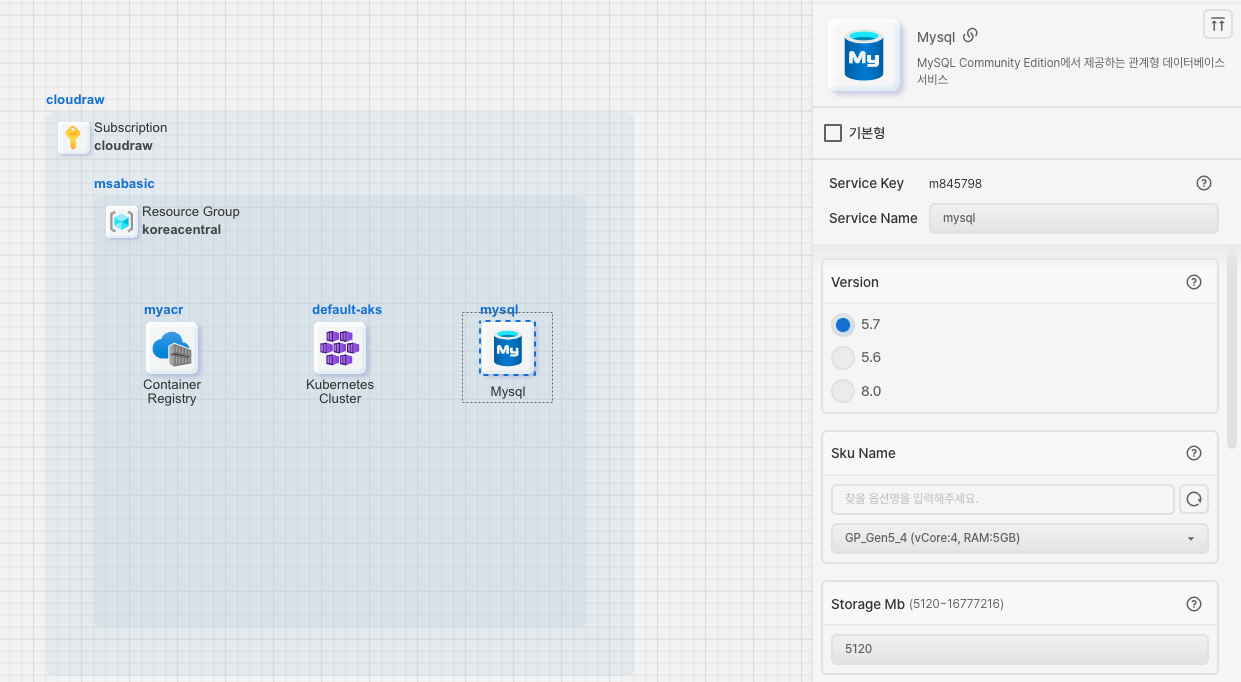 cloudraw
Subscription
cloudraw
msabasic
Resource Group
koreacentral
myacr
Container
Registry
default-aks
Kubernetes
Cluster
mysql
My
Mysql
My
Mysql
MySQL Community Edition에서 제공하는 관계형 데이터베이스
서비스
기본형
Service Key m845798
Service Name mysql
Version
5.7
5.6
8.0
Sku Name
찾을 옵션명을 입력해주세요.
GP_Gen5_4 (vCore:4, RAM:5GB)
Storage Mb (5120~16777216)
5120